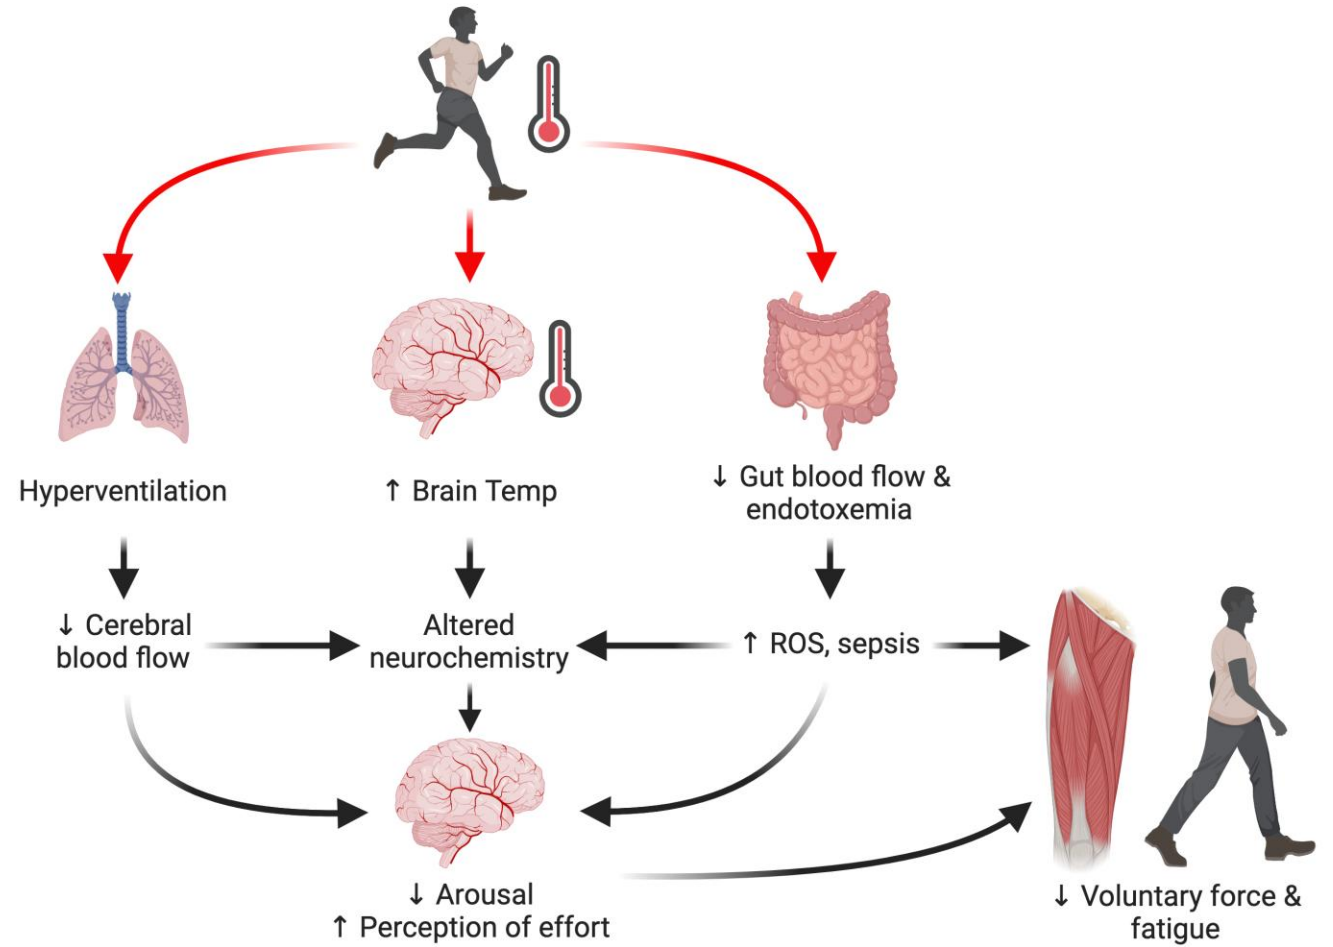 Hyperventilation
↑ Brain Temp
↓ Gut blood flow &
endotoxemia
↓ Cerebral
blood flow
Altered
neurochemistry
↑ ROS, sepsis
↓ Arousal
↑ Perception of effort
↓ Voluntary force &
fatigue